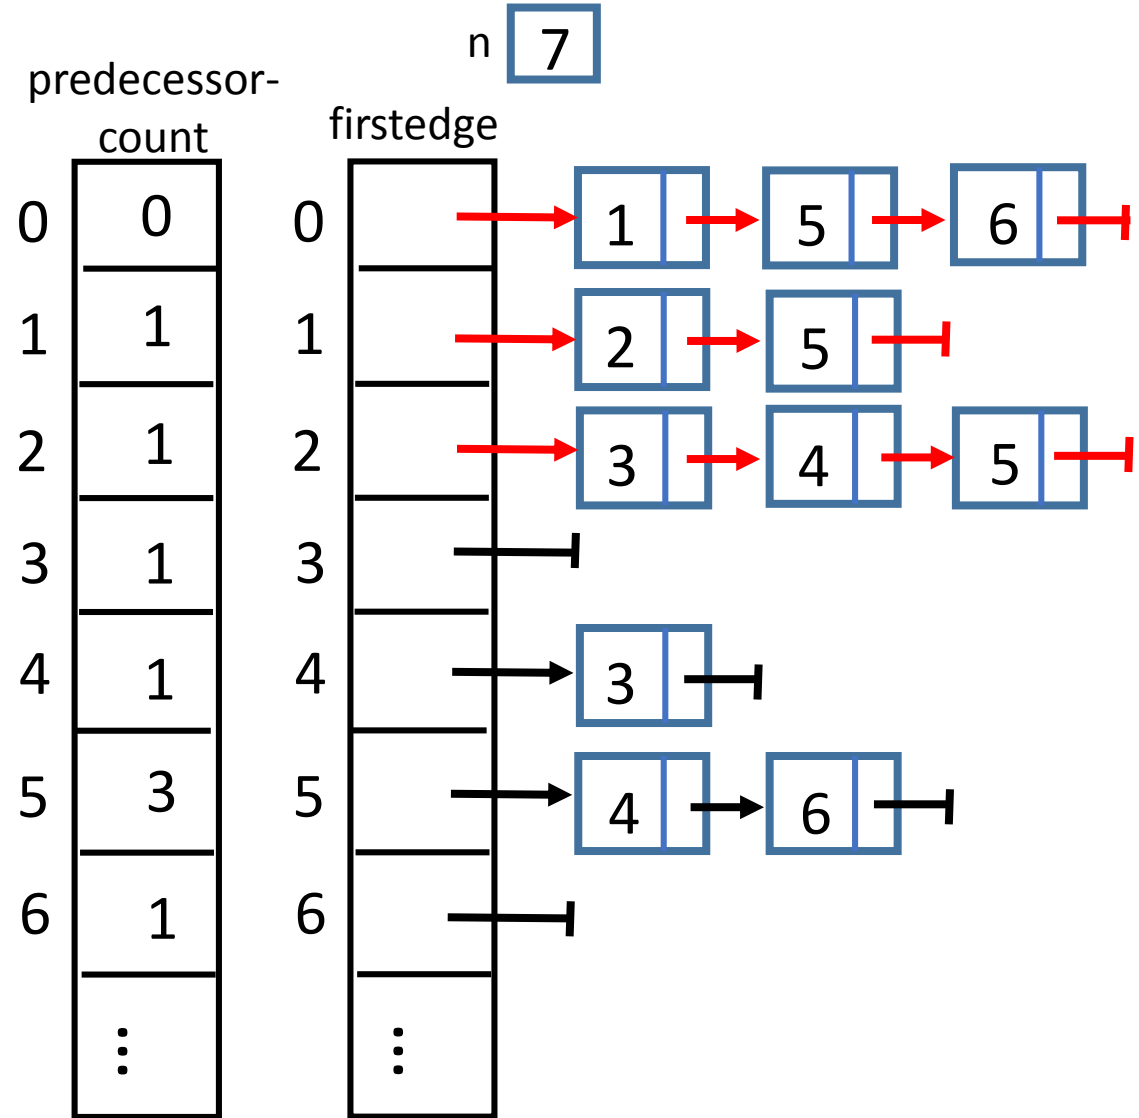 n 7
predecessor-
count
firstedge
0 0 0 1 5 6
1 1 1 2 5
2 1 2 3 4 5
3 1 3
4 1 4 3
5 3 5 4 6
6 1 6
⋮ ⋮